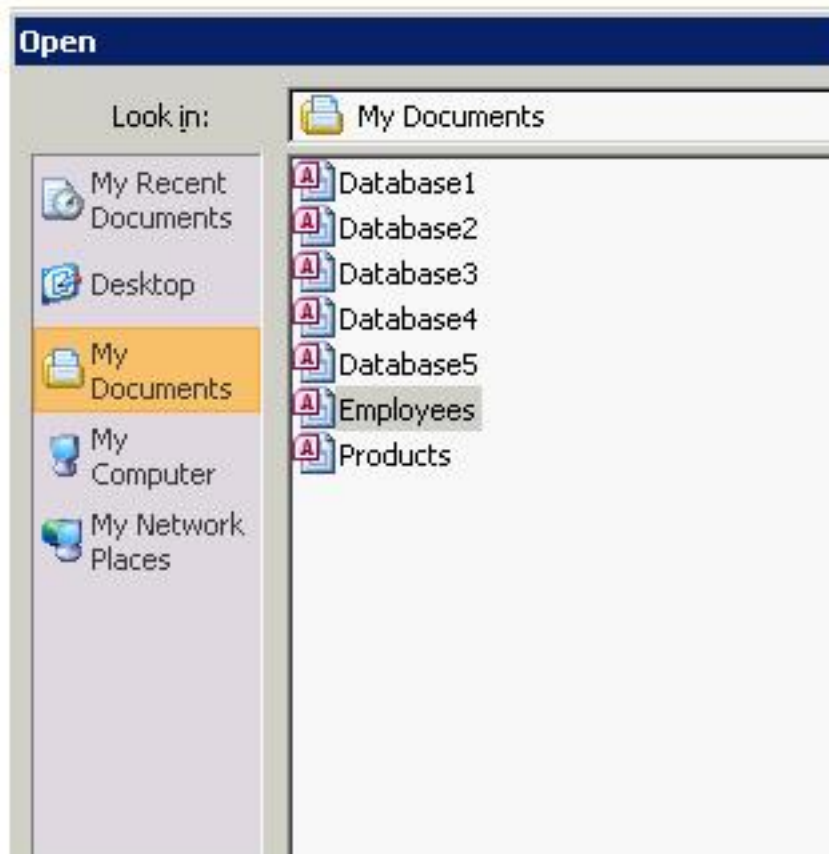 Open
Look in:
My Documents
My Recent
Documents
Desktop
My
Documents
My
Computer
My Network
Places
Database1
Database2
Database3
Database4
Database5
Employees
Products